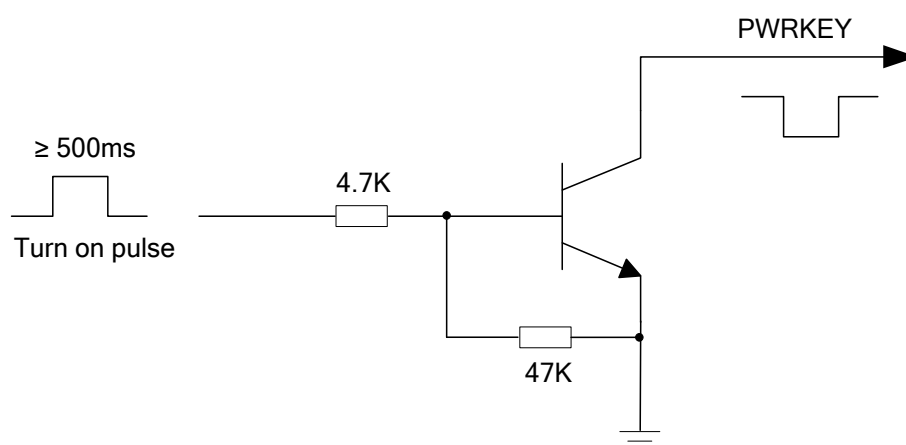 PWRKEY
≥ 500ms
4.7K
Turn on pulse
47K